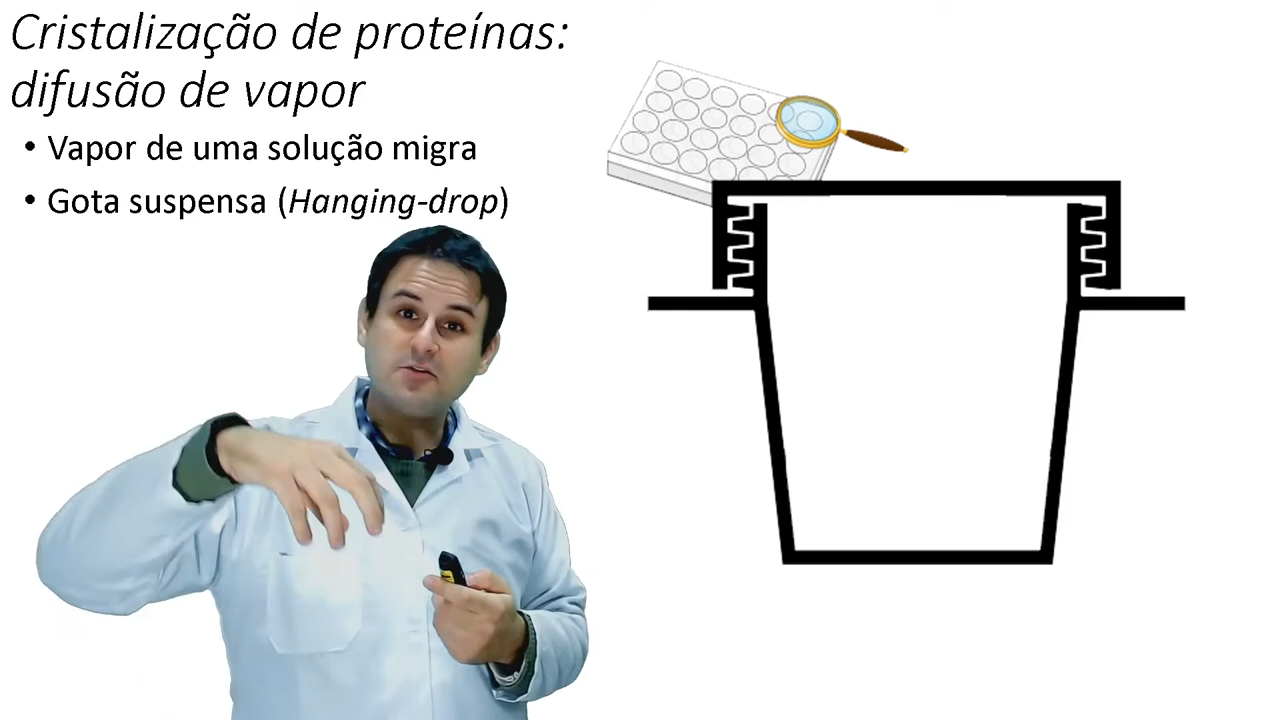 Cristalização de proteínas:
difusão de vapor
• Vapor de uma solução migra
• Gota suspensa (Hanging-drop)